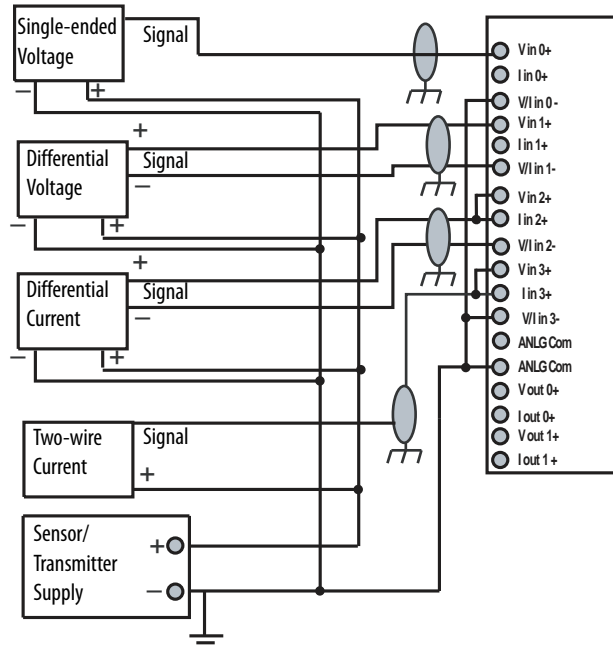 Single-ended
Voltage
Signal
− +
+
Differential
Voltage
Signal
−
− +
+
Differential
Current
Signal
−
− +
Two-wire
Current
Signal
+
Sensor/
Transmitter
Supply
+
−
V in 0+
I in 0+
V/I in 0 -
V in 1+
I in 1+
V/I in 1-
V in 2+
I in 2+
V/I in 2-
V in 3+
I in 3+
V/I in 3-
ANLG Com
ANLG Com
V out 0+
I out 0+
V out 1+
I out 1 +